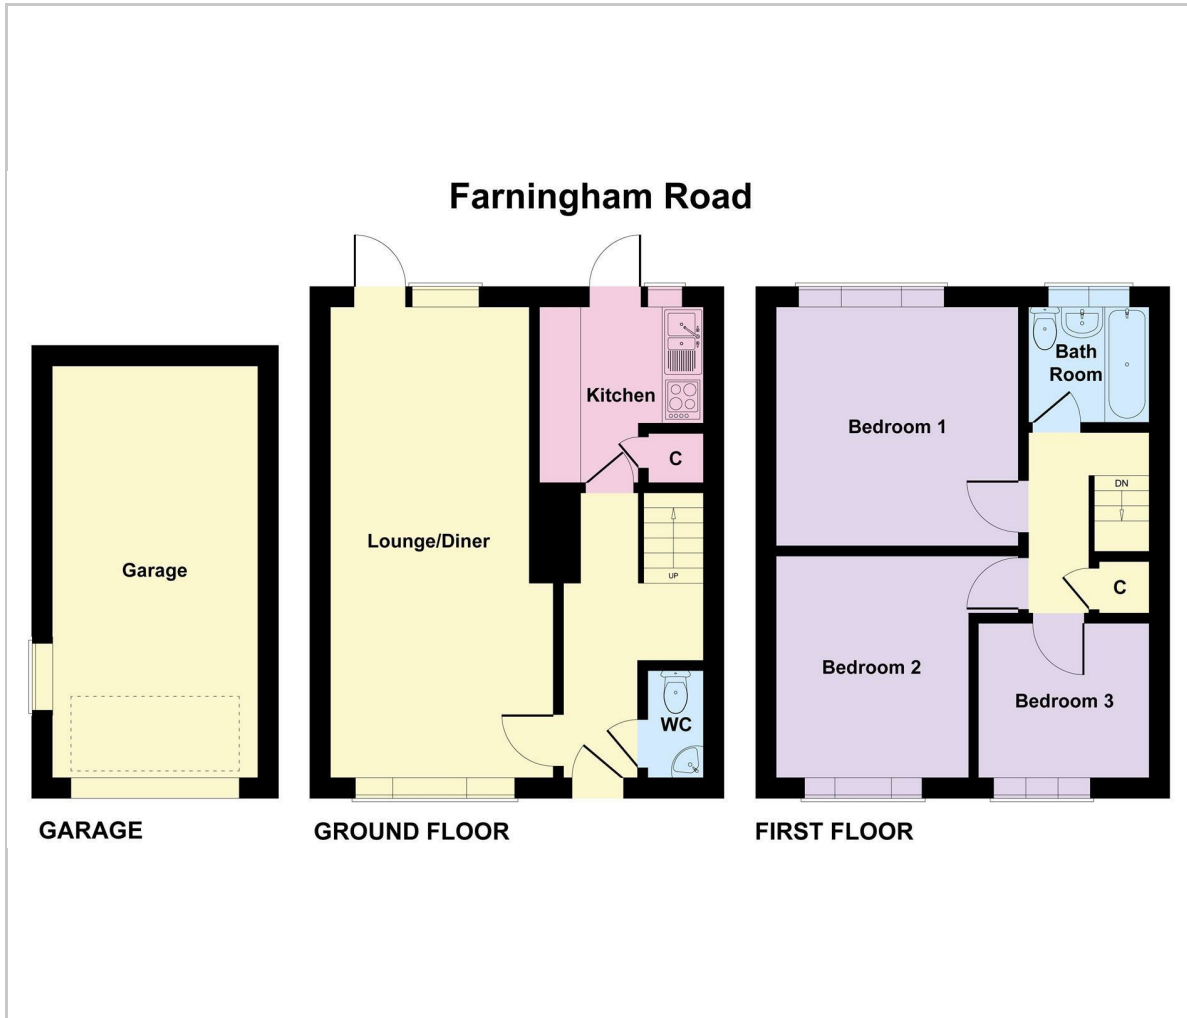 Farningham Road
Garage
GARAGE
Lounge/Diner
Kitchen
C
UP
WC
GROUND FLOOR
Bedroom 1
Bath
Room
DN
C
Bedroom 2
Bedroom 3
FIRST FLOOR